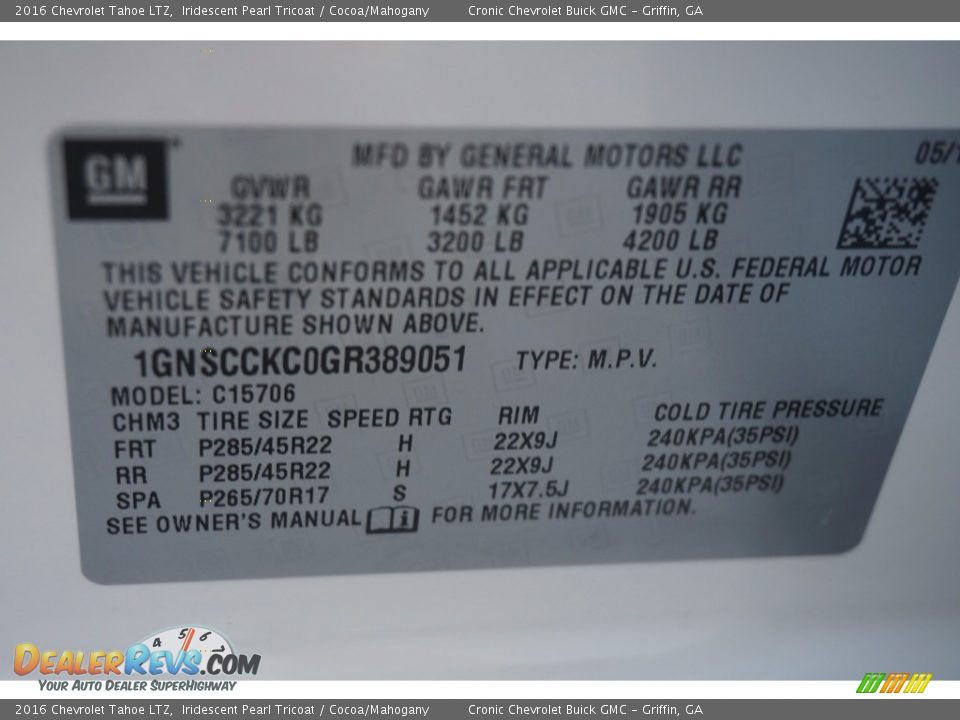 2016 Chevrolet Tahoe LTZ, Iridescent Pearl Tricoat / Cocoa/Mahogany Cronic Chevrolet Buick GMC - Griffin, GA
GM MFD BY GENERAL MOTORS LLC 05/1
GVWR GAWR FRT GAWR RR
3221 KG 1452 KG 1905 KG
7100 LB 3200 LB 4200 LB
THIS VEHICLE CONFORMS TO ALL APPLICABLE U.S. FEDERAL MOTOR
VEHICLE SAFETY STANDARDS IN EFFECT ON THE DATE OF
MANUFACTURE SHOWN ABOVE.
1GNSCCKC0GR389051 TYPE: M.P.V.
MODEL: C15706
CHM3 TIRE SIZE SPEED RTG RIM COLD TIRE PRESSURE
FRT P285/45R22 H 22X9J 240KPA(35PSI)
RR P285/45R22 H 22X9J 240KPA(35PSI)
SPA P265/70R17 S 17X7.5J 240KPA(35PSI)
SEE OWNER'S MANUAL FOR MORE INFORMATION.
4 5 6 7
DEALERREVS.COM
YOUR AUTO DEALER SUPERHIGHWAY
2016 Chevrolet Tahoe LTZ, Iridescent Pearl Tricoat / Cocoa/Mahogany Cronic Chevrolet Buick GMC - Griffin, GA